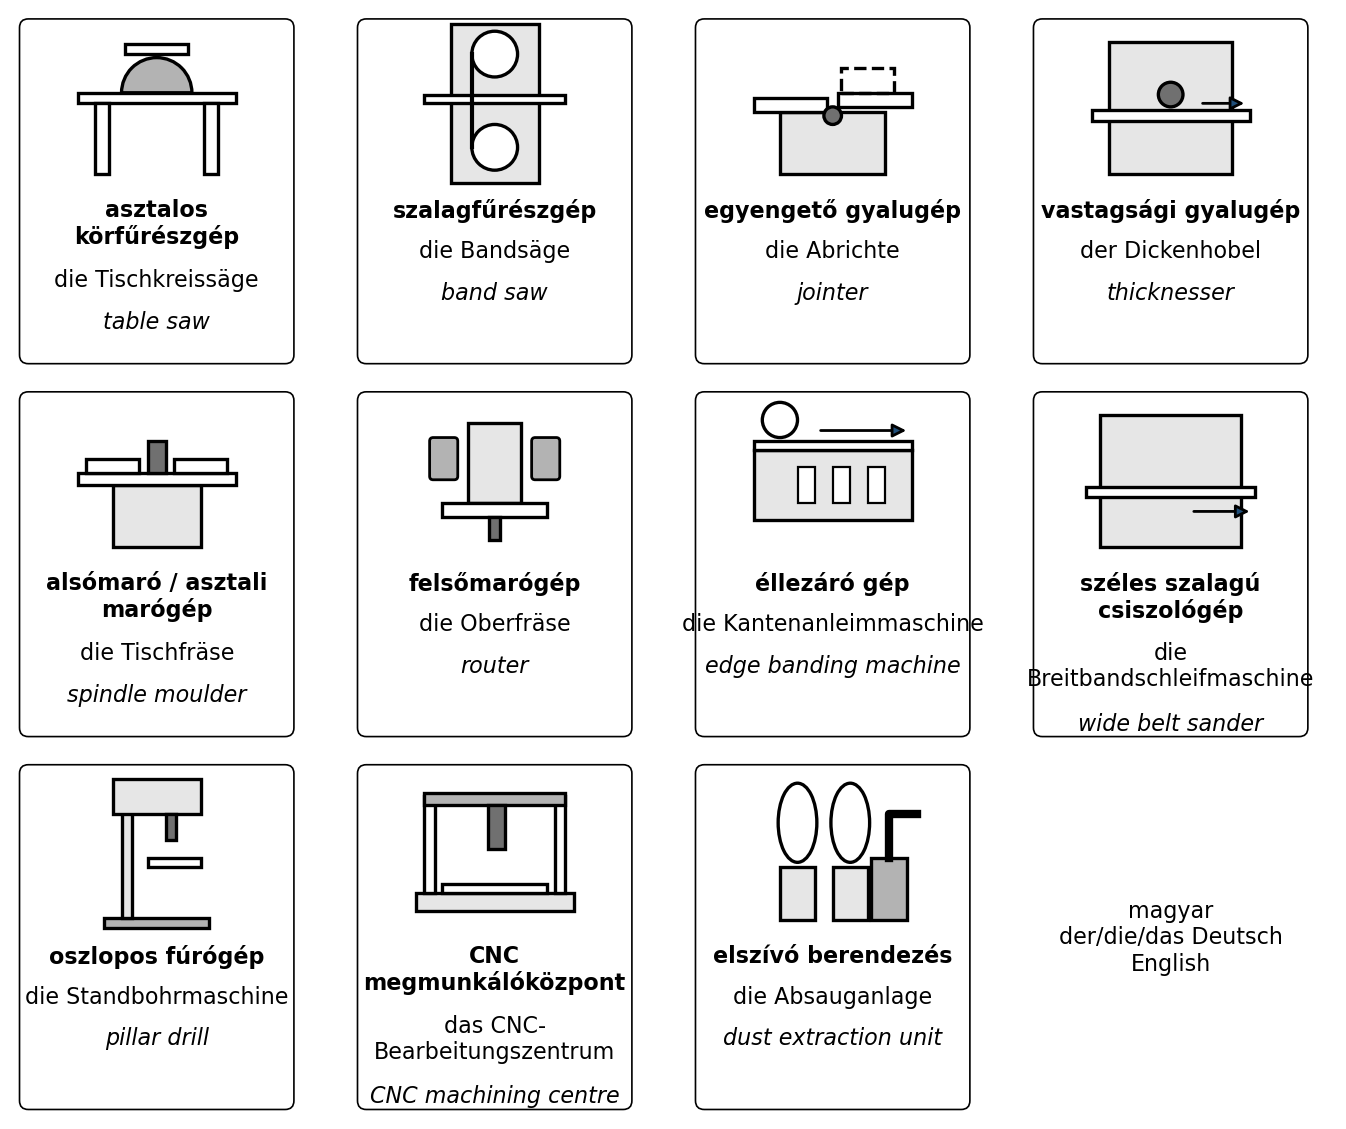 asztalos
körfűrészgép
die Tischkreissäge
table saw
szalagfűrészgép
die Bandsäge
band saw
egyengető gyalugép
die Abrichte
jointer
vastagsági gyalugép
der Dickenhobel
thicknesser
alsómaró / asztali
marógép
die Tischfräse
spindle moulder
felsőmarógép
die Oberfräse
router
éllezáró gép
die Kantenanleimmaschine
edge banding machine
széles szalagú
csiszológép
die
Breitbandschleifmaschine
wide belt sander
oszlopos fúrógép
die Standbohrmaschine
pillar drill
CNC
megmunkálóközpont
das CNC-
Bearbeitungszentrum
CNC machining centre
elszívó berendezés
die Absauganlage
dust extraction unit
magyar
der/die/das Deutsch
English